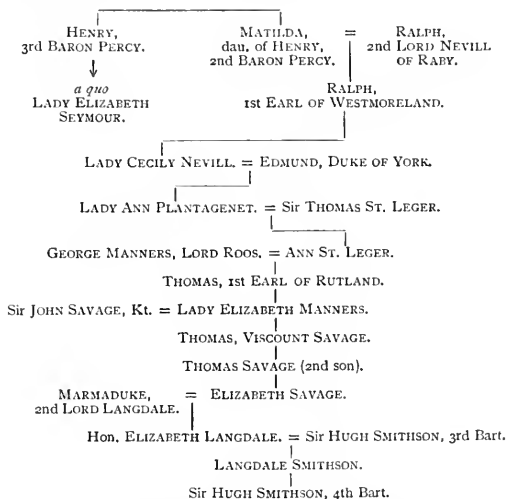 HENRY, MATILDA, = RALPH,
3rd BARON PERCY. dau. of HENRY, 2nd LORD NEVILL
2nd BARON PERCY. OF RABY.
a quo RALPH,
LADY ELIZABETH 1st EARL OF WESTMORELAND.
SEYMOUR.
LADY CECILY NEVILL. = EDMUND, DUKE OF YORK.
LADY ANN PLANTAGENET. = Sir THOMAS ST. LEGER.
GEORGE MANNERS, LORD ROOS. = ANN ST. LEGER.
THOMAS, 1st EARL OF RUTLAND.
Sir JOHN SAVAGE, Kt. = LADY ELIZABETH MANNERS.
THOMAS, VISCOUNT SAVAGE.
THOMAS SAVAGE (2nd son).
MARMADUKE, = ELIZABETH SAVAGE.
2nd LORD LANGDALE.
Hon. ELIZABETH LANGDALE. = Sir HUGH SMITHSON, 3rd Bart.
LANGDALE SMITHSON.
Sir HUGH SMITHSON, 4th Bart.